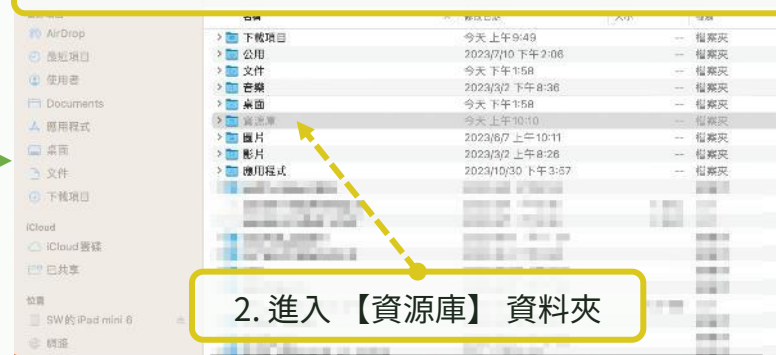 名稱 修改日期 大小 種類
AirDrop
最近項目
使用者
Documents
應用程式
桌面
文件
下載項目
iCloud
iCloud雲碟
已共享
位置
SW的 iPad mini 6
網路
下載項目 今天 上午9:49 -- 檔案夾
公用 2023/7/10 下午2:06 -- 檔案夾
文件 今天 下午1:58 -- 檔案夾
音樂 2023/3/2 下午8:36 -- 檔案夾
桌面 今天 下午1:58 -- 檔案夾
資源庫 今天 上午10:10 -- 檔案夾
圖片 2023/6/7 上午10:11 -- 檔案夾
影片 2023/3/2 上午8:26 -- 檔案夾
應用程式 2023/10/30 下午3:57 -- 檔案夾
2. 進入 【資源庫】 資料夾